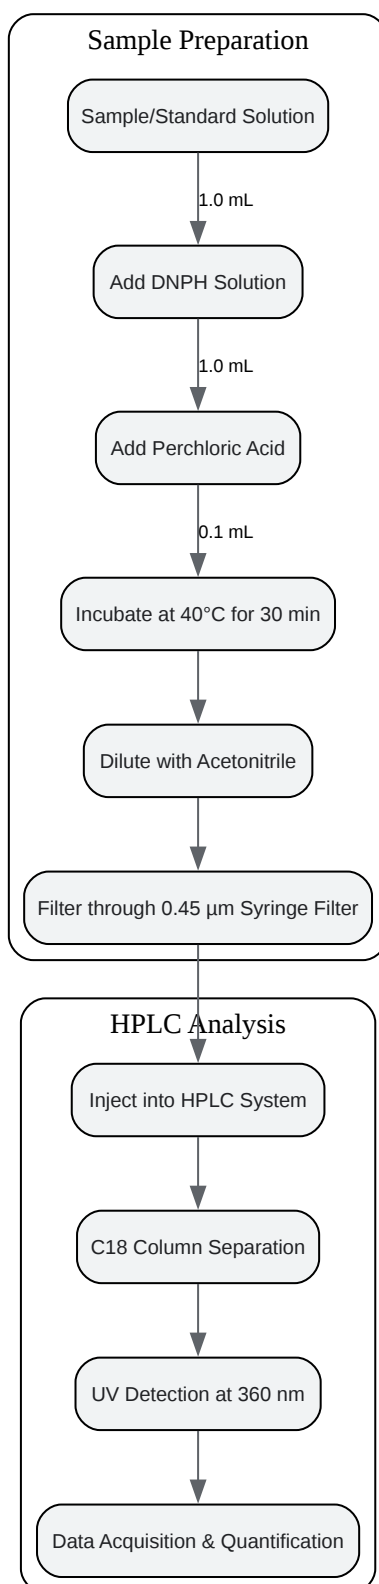 Sample Preparation
Sample/Standard Solution
1.0 mL
Add DNPH Solution
1.0 mL
Add Perchloric Acid
0.1 mL
Incubate at 40°C for 30 min
Dilute with Acetonitrile
Filter through 0.45 µm Syringe Filter
HPLC Analysis
Inject into HPLC System
C18 Column Separation
UV Detection at 360 nm
Data Acquisition & Quantification